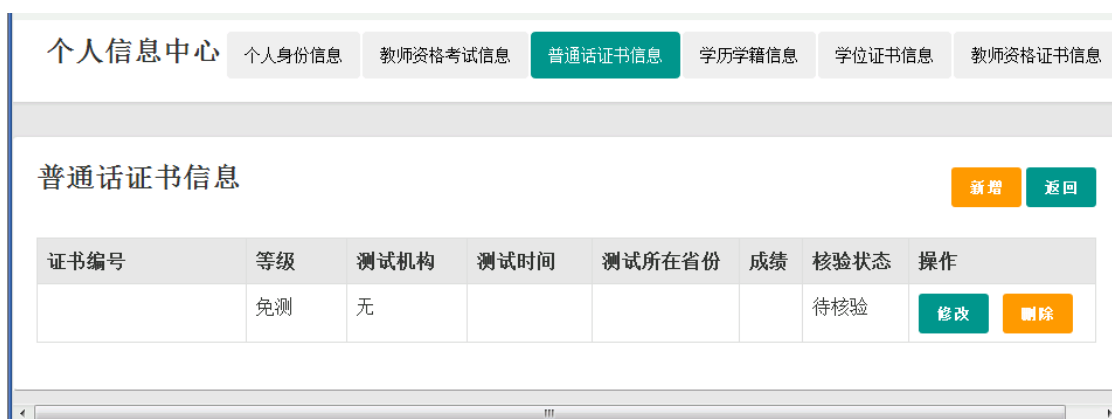 个人信息中心 个人身份信息 教师资格考试信息 普通话证书信息 学历学籍信息 学位证书信息 教师资格证书信息
普通话证书信息 新增 返回
证书编号 等级 测试机构 测试时间 测试所在省份 成绩 核验状态 操作
免测 无 待核验 修改 删除